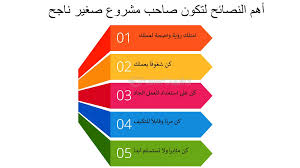 أهم النصائح لتكون صاحب مشروع صغير ناجح
01 امتلك رؤية واضحة لعملك
02 كن شغوفا بعملك
03 كن على استعداد للعمل الجاد
04 كن مرنا وقابلا للتكيف
05 كن مثابرا ولا تستسلم أبدا